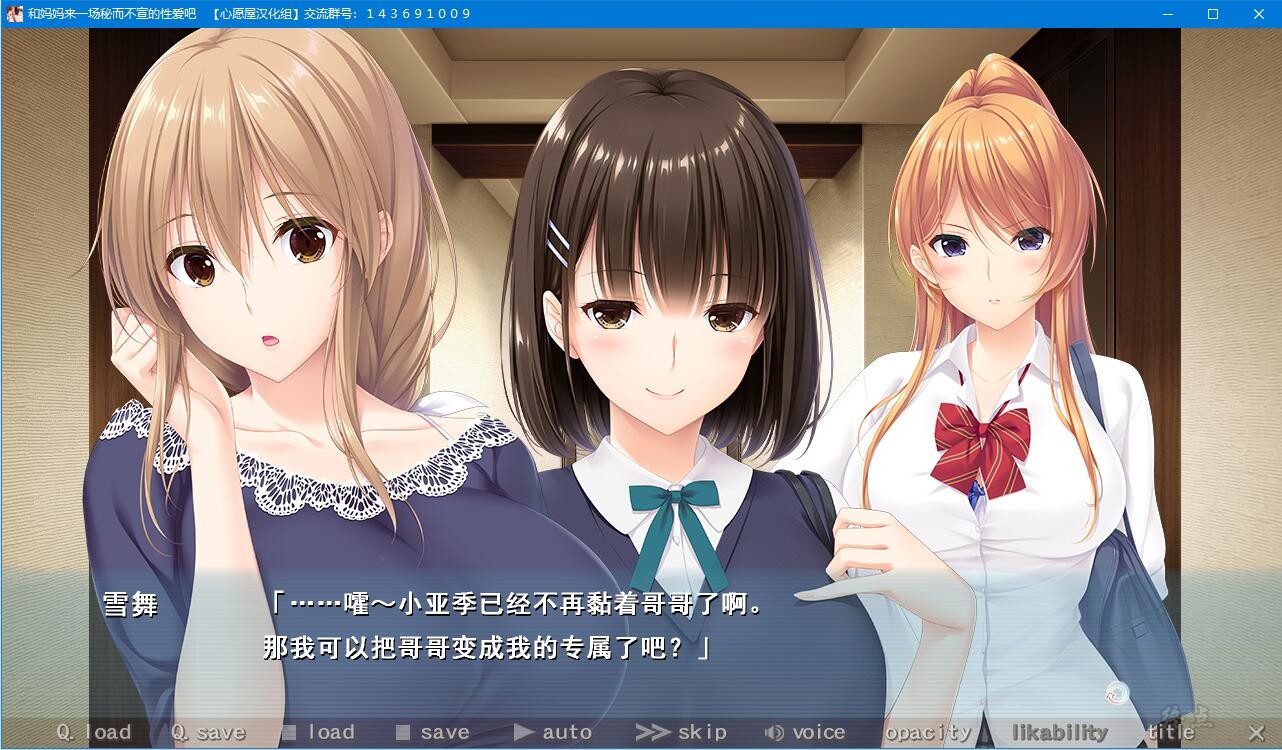 和妈妈来一场秘而不宣的性爱吧 【心愿屋汉化组】交流群号：１４３６９１００９
雪舞
「……嚯～小亚季已经不再黏着哥哥了啊。
那我可以把哥哥变成我的专属了吧？」
Q. load Q. save load save auto skip voice opacity likability title